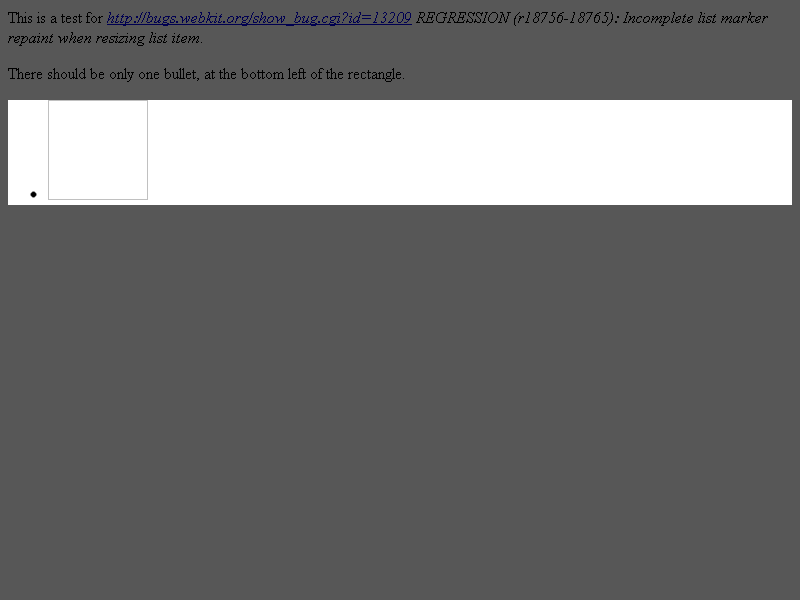 This is a test for http://bugs.webkit.org/show_bug.cgi?id=13209 REGRESSION (r18756-18765): Incomplete list marker
repaint when resizing list item.
There should be only one bullet, at the bottom left of the rectangle.